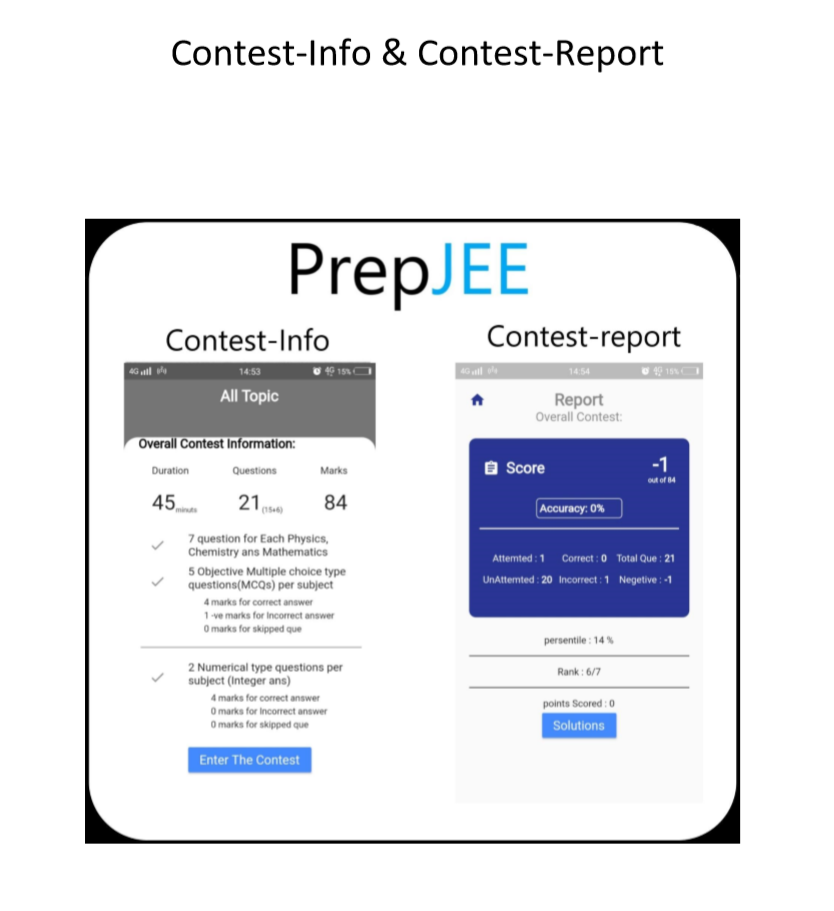 Contest-Info & Contest-Report
PrepJEE
Contest-Info
4G 14:53 4G 15%
All Topic
Overall Contest Information:
Duration Questions Marks
45 minuts 21 (15+6) 84
7 question for Each Physics,
Chemistry ans Mathematics
5 Objective Multiple choice type
questions(MCQs) per subject
4 marks for correct answer
1 -ve marks for Incorrect answer
0 marks for skipped que
2 Numerical type questions per
subject (Integer ans)
4 marks for correct answer
0 marks for Incorrect answer
0 marks for skipped que
Enter The Contest
Contest-report
4G 14:54 4G 15%
Report
Overall Contest:
Score -1
out of 84
Accuracy: 0%
Attemted : 1 Correct : 0 Total Que : 21
UnAttemted : 20 Incorrect : 1 Negetive : -1
persentile : 14 %
Rank : 6/7
points Scored : 0
Solutions